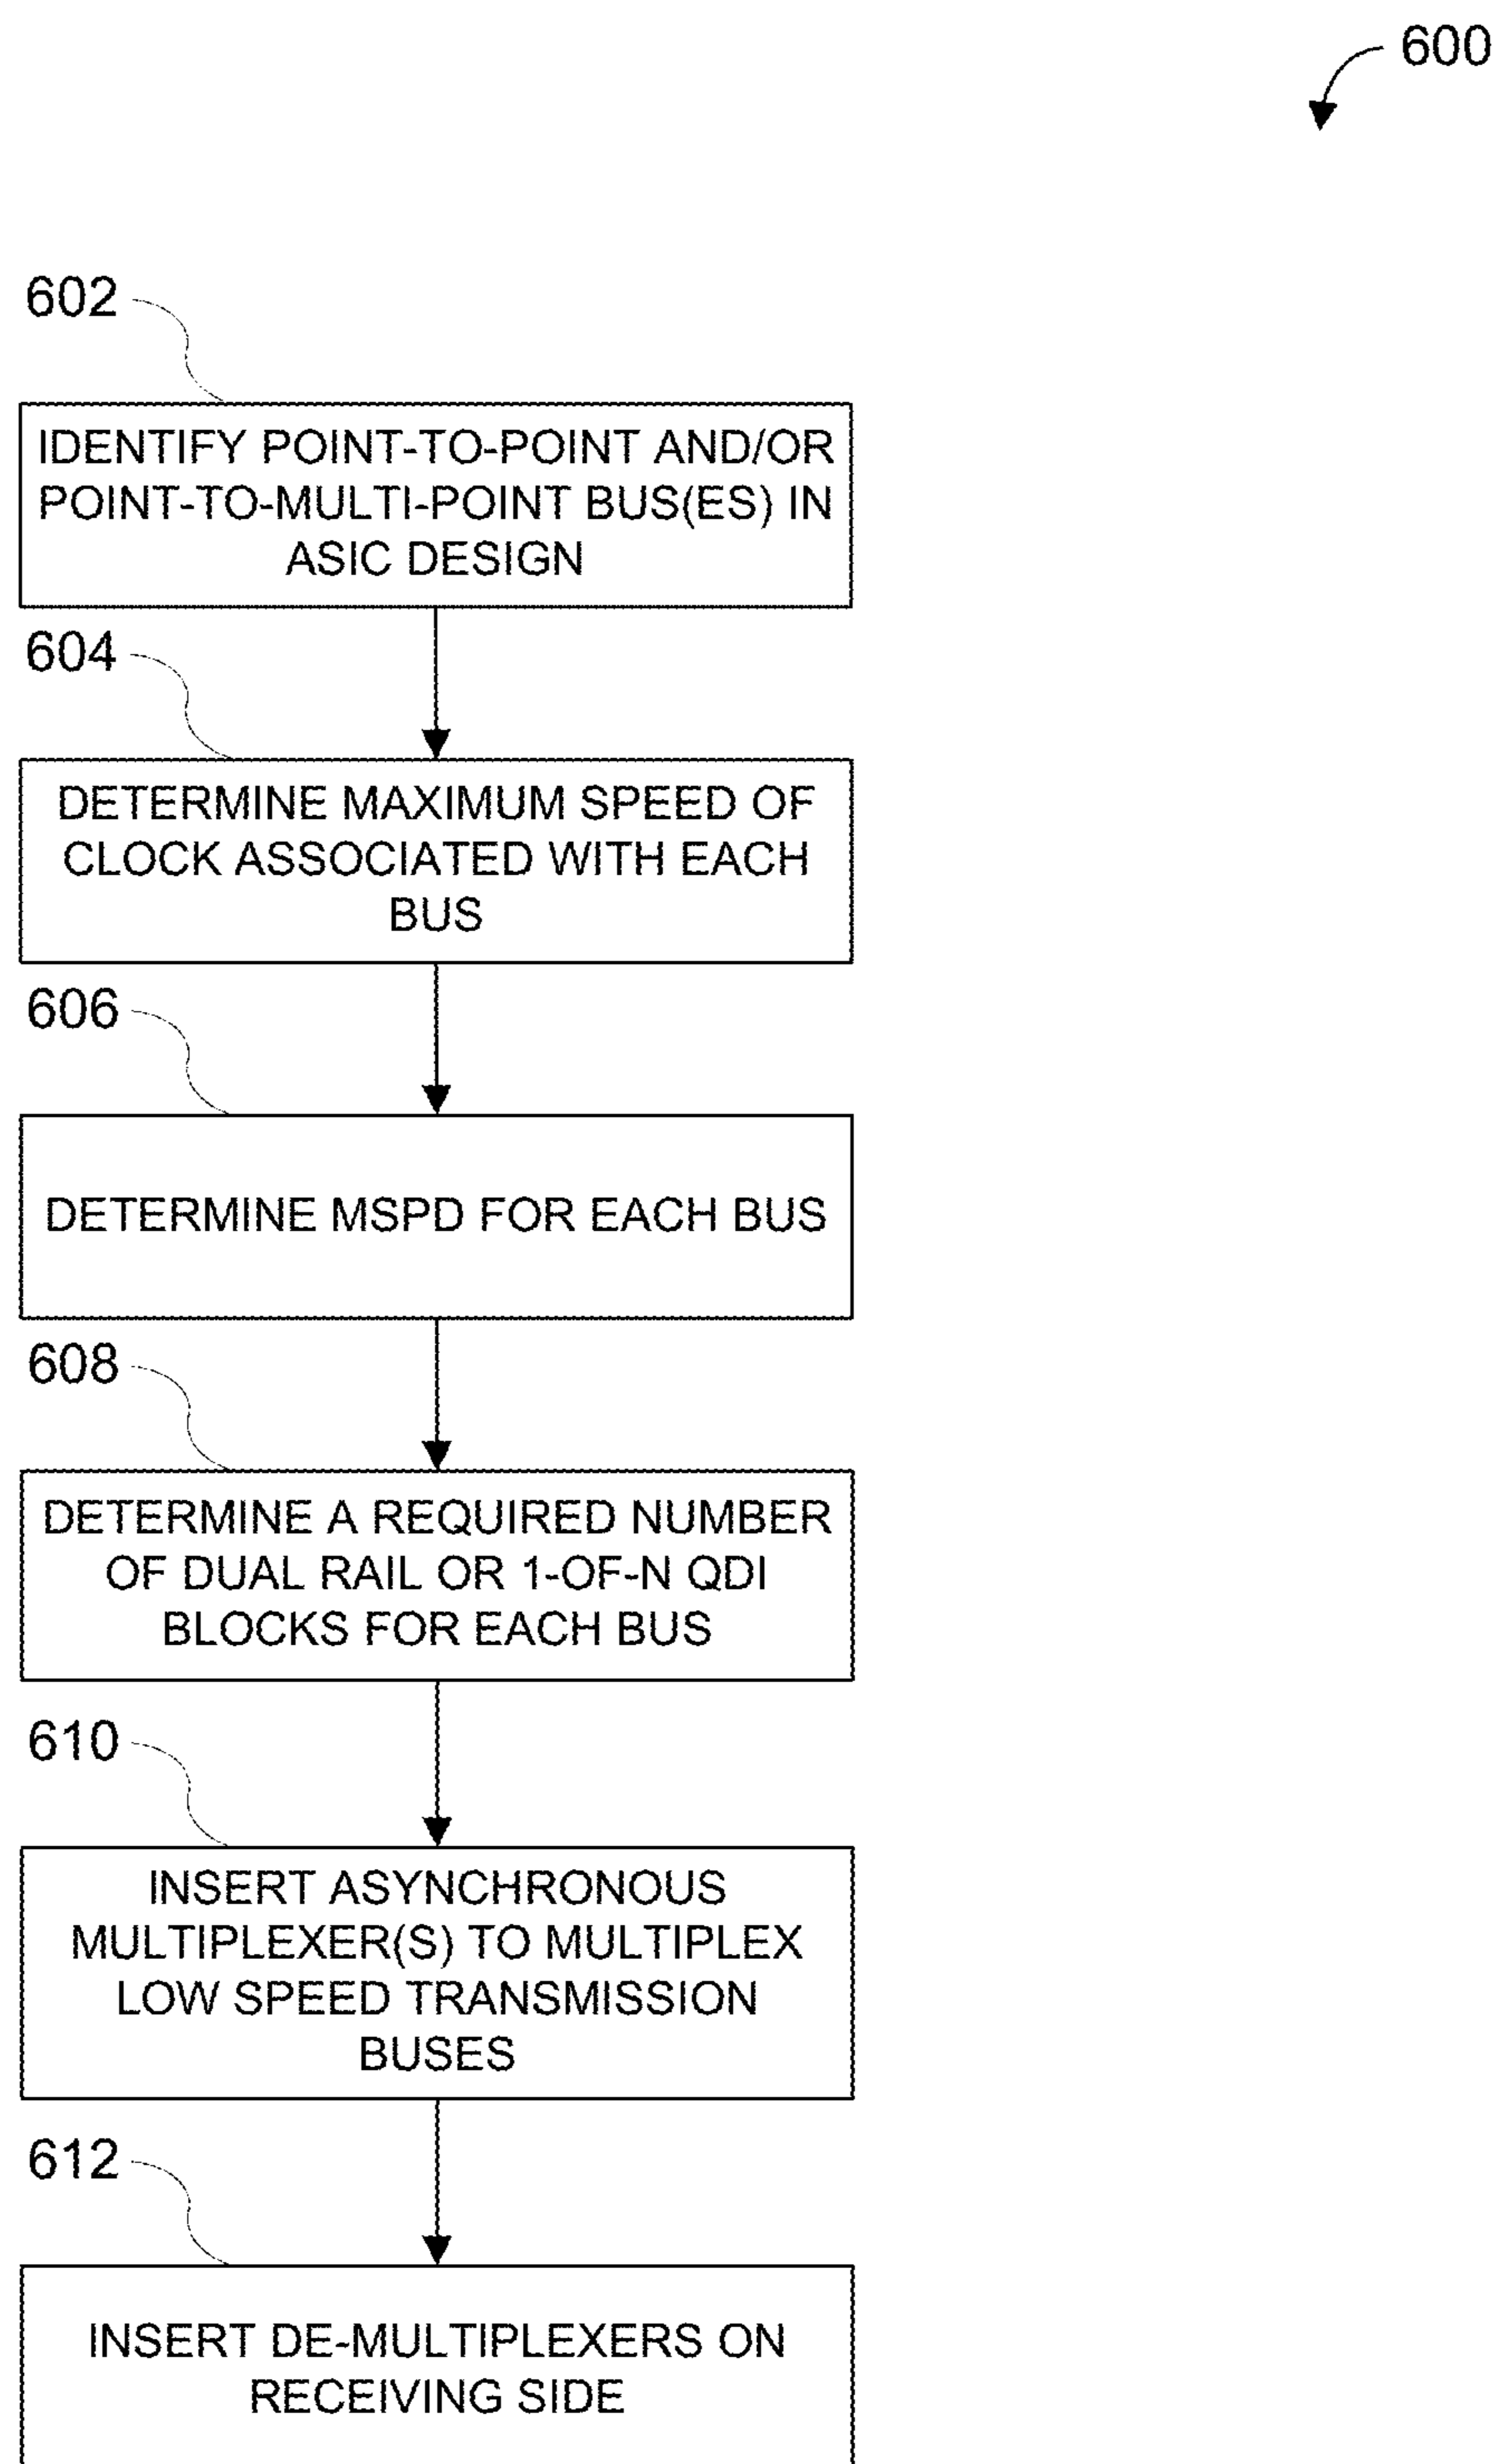 600
602
IDENTIFY POINT-TO-POINT AND/OR
POINT-TO-MULTI-POINT BUS(ES) IN
ASIC DESIGN
604
DETERMINE MAXIMUM SPEED OF
CLOCK ASSOCIATED WITH EACH
BUS
606
DETERMINE MSPD FOR EACH BUS
608
DETERMINE A REQUIRED NUMBER
OF DUAL RAIL OR 1-OF-N QDI
BLOCKS FOR EACH BUS
610
INSERT ASYNCHRONOUS
MULTIPLEXER(S) TO MULTIPLEX
LOW SPEED TRANSMISSION
BUSES
612
INSERT DE-MULTIPLEXERS ON
RECEIVING SIDE